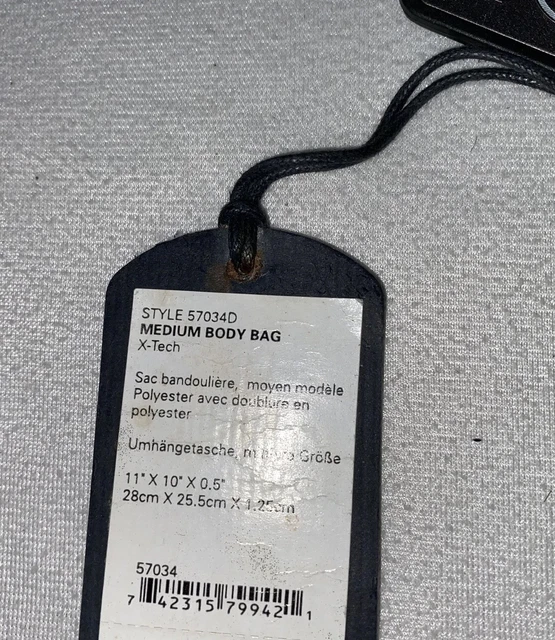 STYLE 57034D
MEDIUM BODY BAG
X-Tech
Sac bandoulière, moyen modèle
Polyester avec doublure en
polyester
Umhängetasche, Größe
11" X 10" X 0.5"
28cm X 25.5cm X 1.25cm
57034
7 42315 79942 1